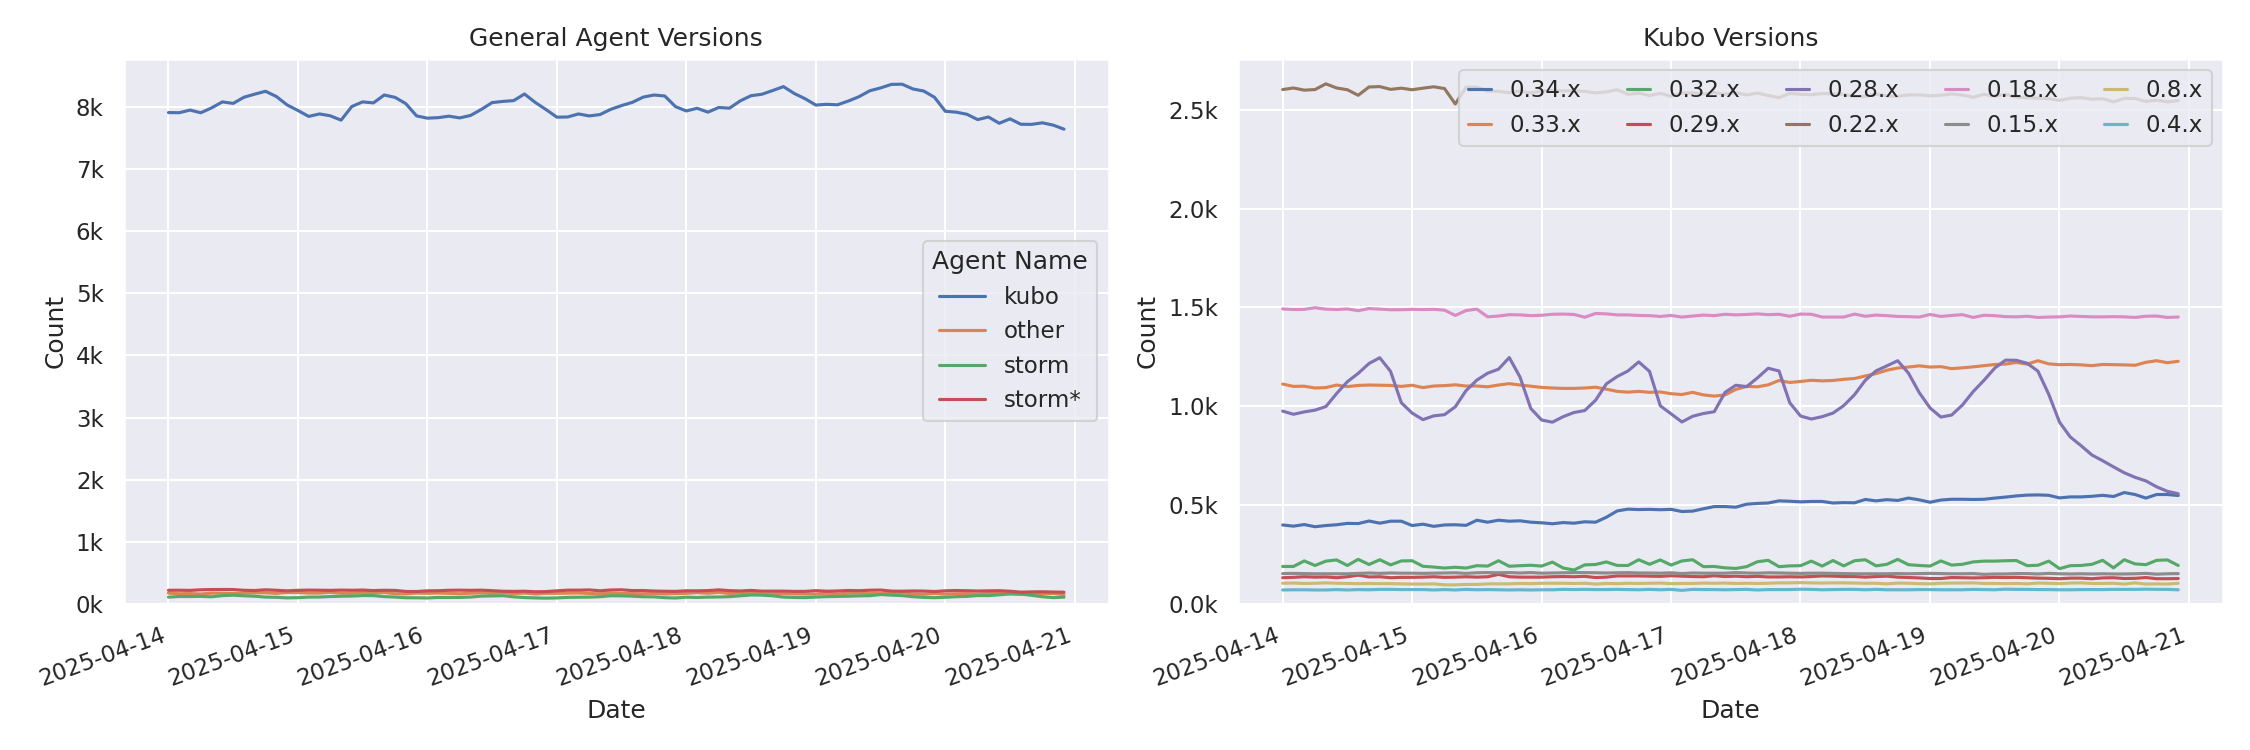 General Agent Versions
Count
8k
7k
6k
5k
4k
3k
2k
1k
0k
Agent Name
kubo
other
storm
storm*
2025-04-14
2025-04-15
2025-04-16
2025-04-17
2025-04-18
2025-04-19
2025-04-20
2025-04-21
Date
Kubo Versions
Count
2.5k
2.0k
1.5k
1.0k
0.5k
0.0k
0.34.x 0.32.x 0.28.x 0.18.x 0.8.x
0.33.x 0.29.x 0.22.x 0.15.x 0.4.x
2025-04-14
2025-04-15
2025-04-16
2025-04-17
2025-04-18
2025-04-19
2025-04-20
2025-04-21
Date